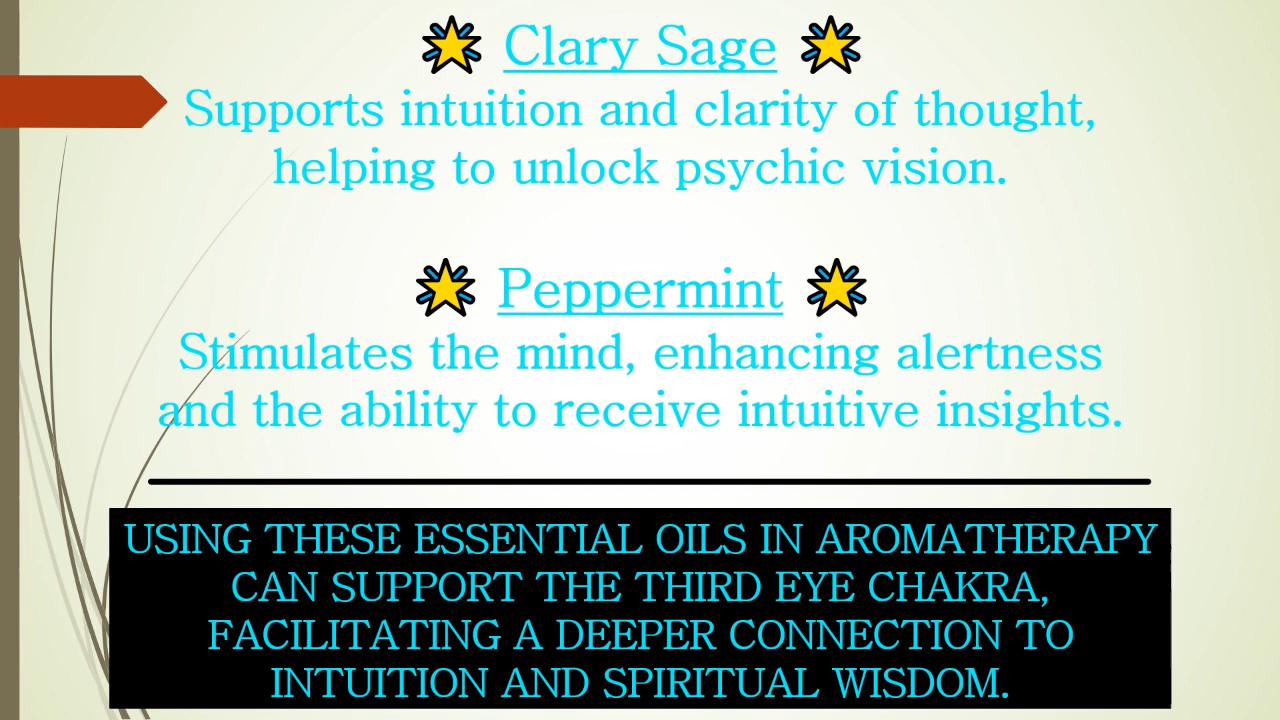 Clary Sage
Supports intuition and clarity of thought,
helping to unlock psychic vision.
Peppermint
Stimulates the mind, enhancing alertness
and the ability to receive intuitive insights.
USING THESE ESSENTIAL OILS IN AROMATHERAPY
CAN SUPPORT THE THIRD EYE CHAKRA,
FACILITATING A DEEPER CONNECTION TO
INTUITION AND SPIRITUAL WISDOM.